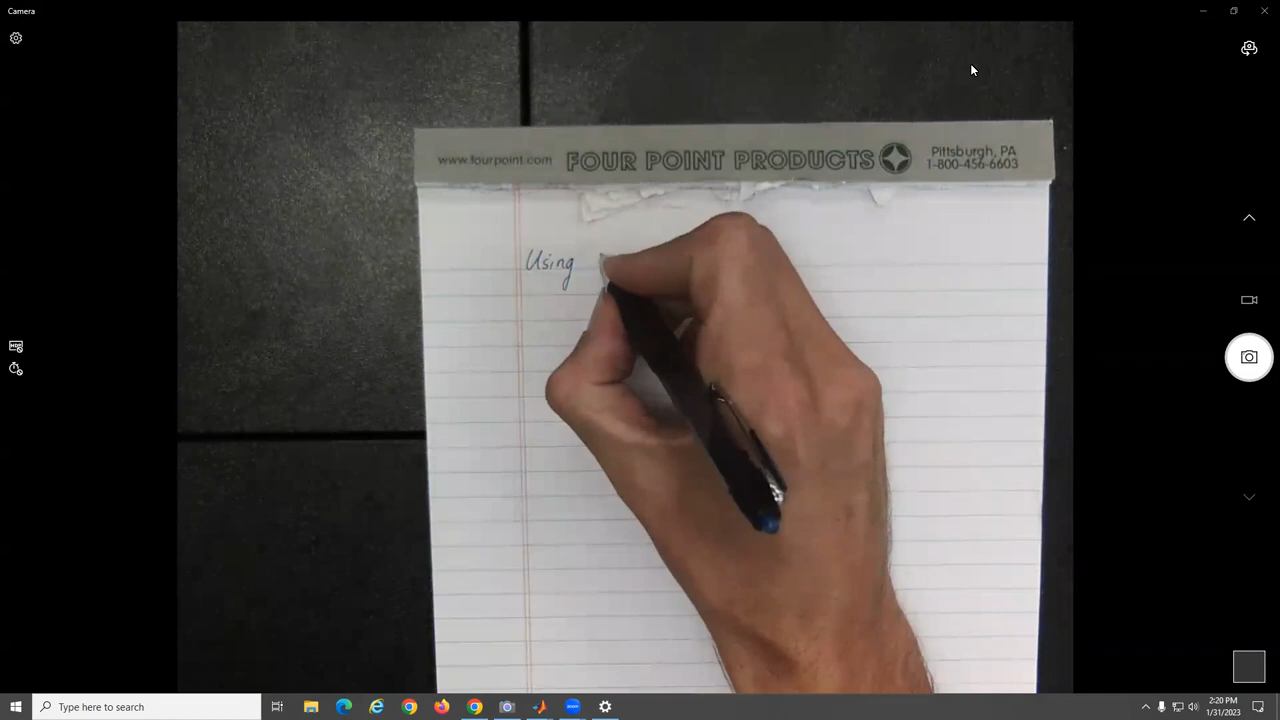 Camera
www.fourpoint.com FOUR POINT PRODUCTS Pittsburgh, PA
1-800-456-6603
Using
Type here to search
2:20 PM
1/31/2023